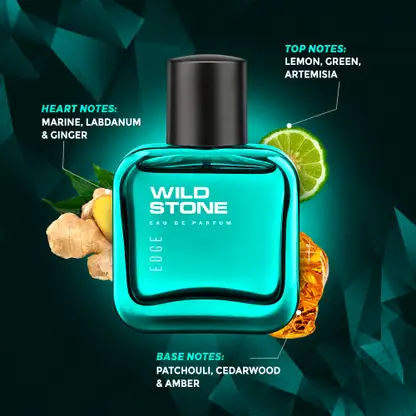 TOP NOTES:
LEMON, GREEN,
ARTEMISIA
HEART NOTES:
MARINE, LABDANUM
& GINGER
WILD
STONE
EAU DE PARFUM
EDGE
BASE NOTES:
PATCHOULI, CEDARWOOD
& AMBER